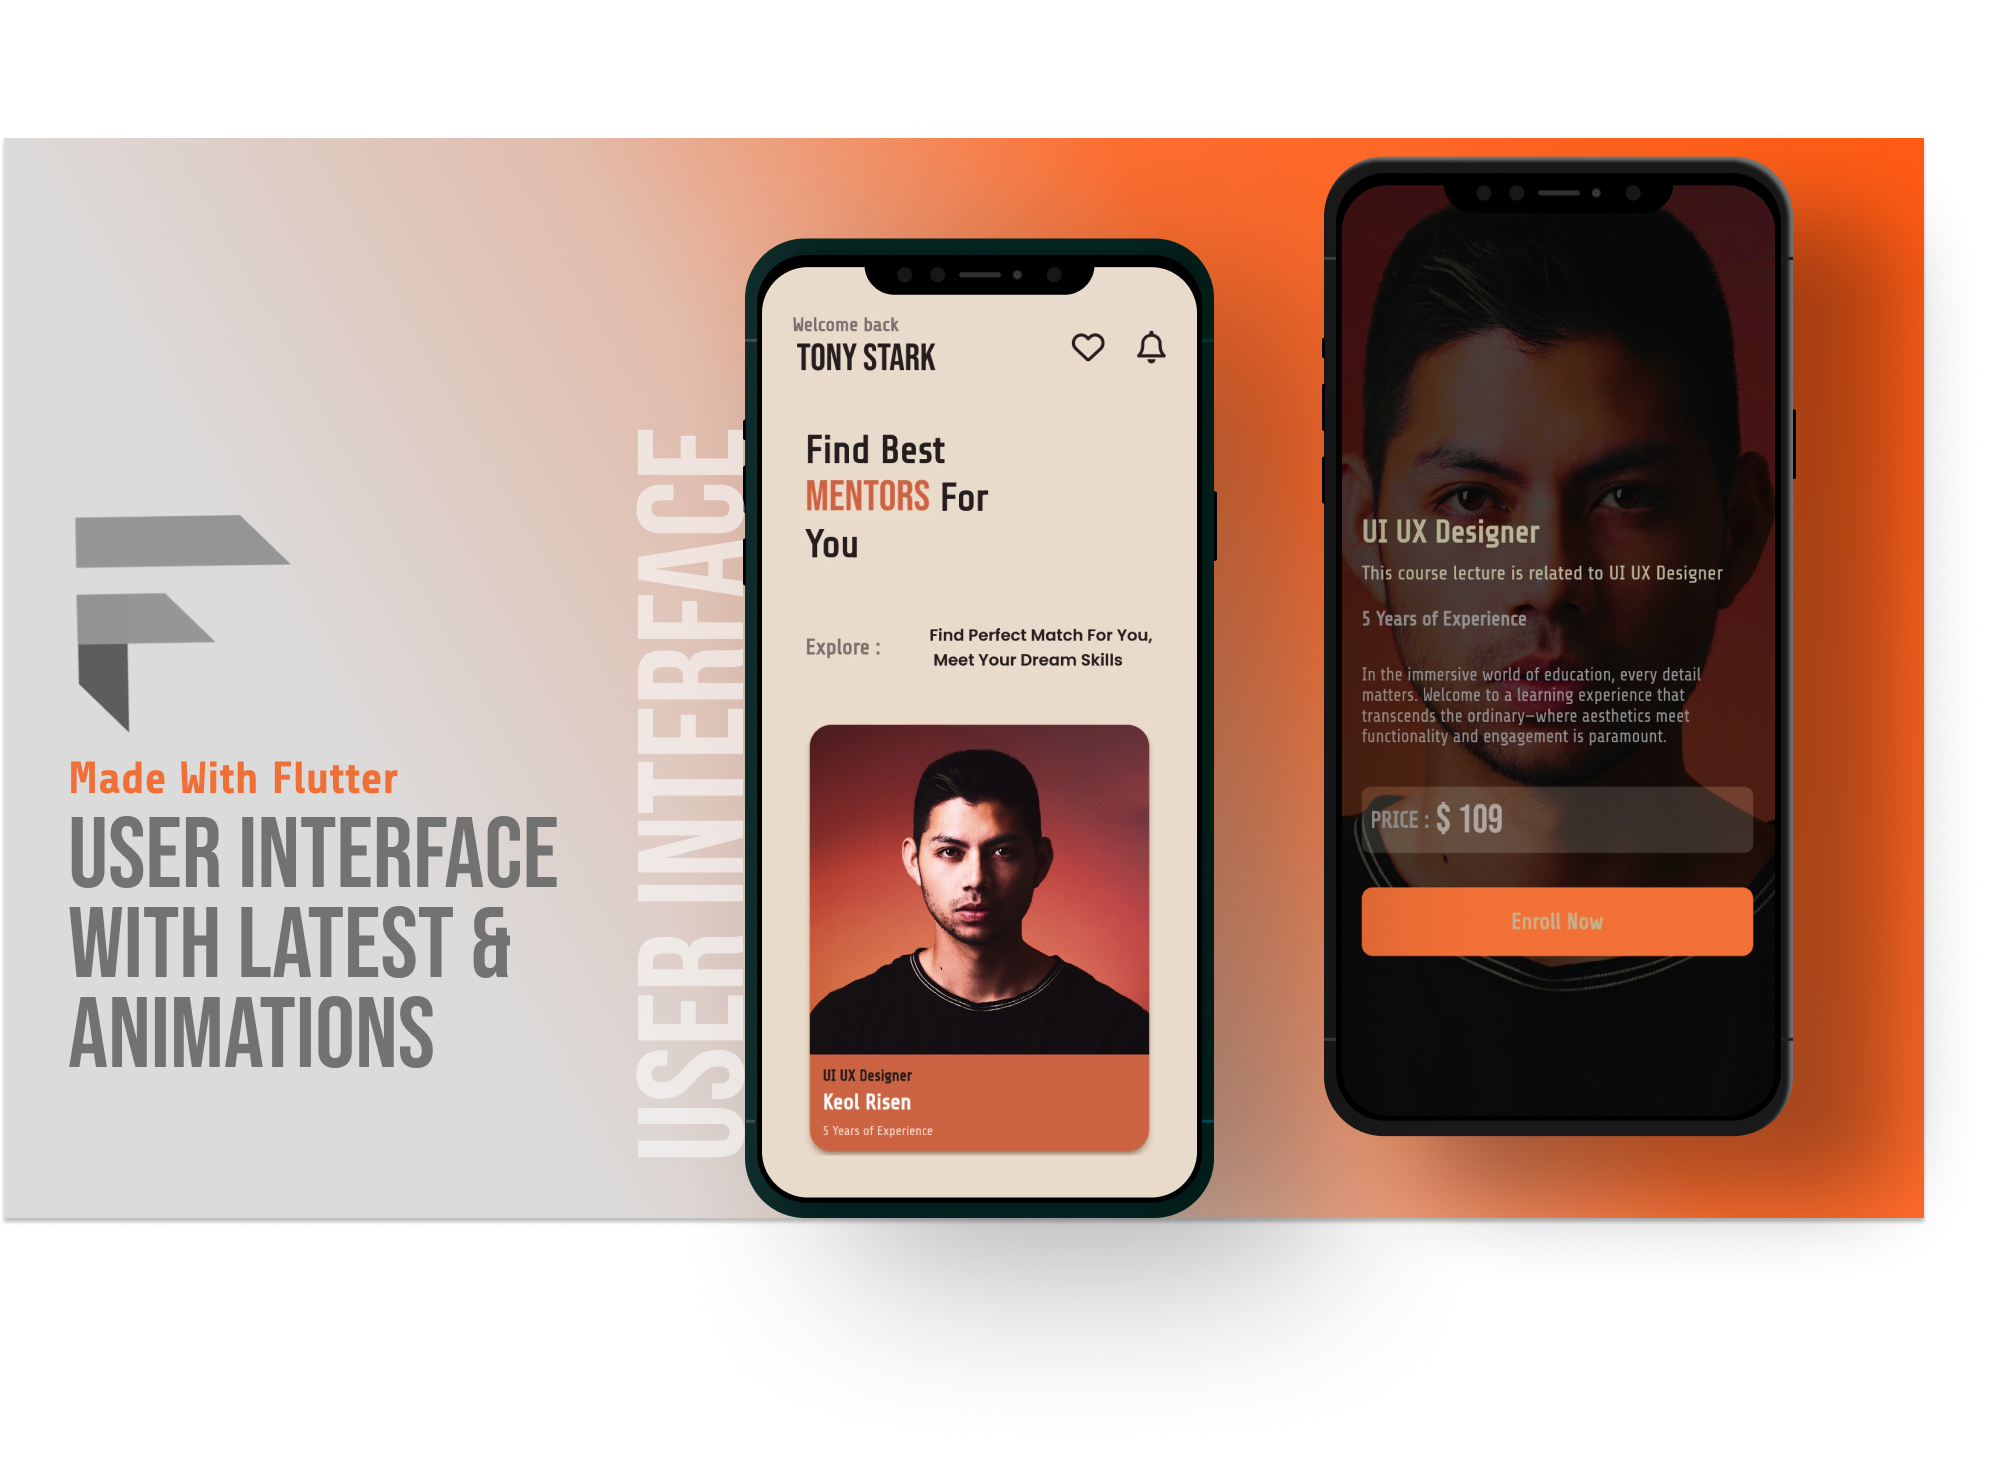 Made With Flutter
USER INTERFACE
WITH LATEST &
ANIMATIONS
USER INTERFACE
Welcome back
TONY STARK
Find Best
MENTORS For
You
Explore :
Find Perfect Match For You,
Meet Your Dream Skills
UI UX Designer
Keol Risen
5 Years of Experience
UI UX Designer
This course lecture is related to UI UX Designer
5 Years of Experience
In the immersive world of education, every detail
matters. Welcome to a learning experience that
transcends the ordinary—where aesthetics meet
functionality and engagement is paramount.
PRICE : $ 109
Enroll Now